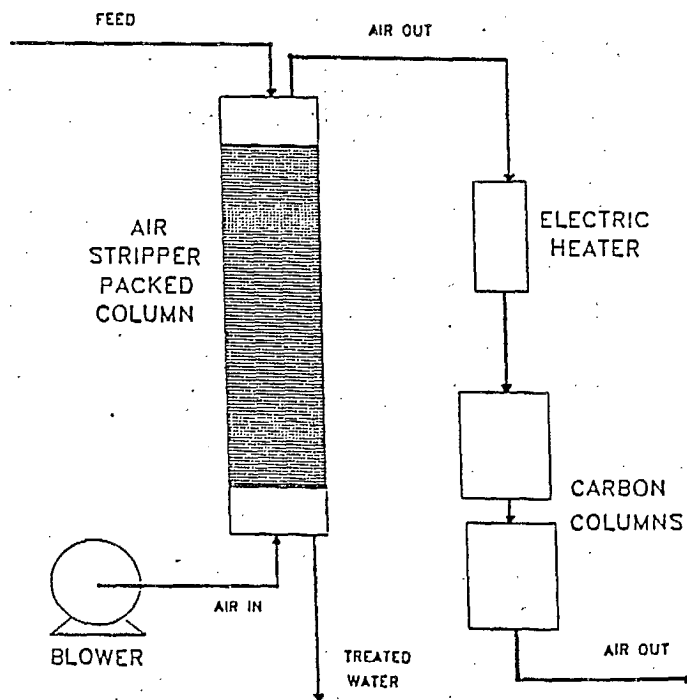 FEED
AIR OUT
AIR
STRIPPER
PACKED
COLUMN
ELECTRIC
HEATER
CARBON
COLUMNS
AIR IN
BLOWER
TREATED
WATER
AIR OUT